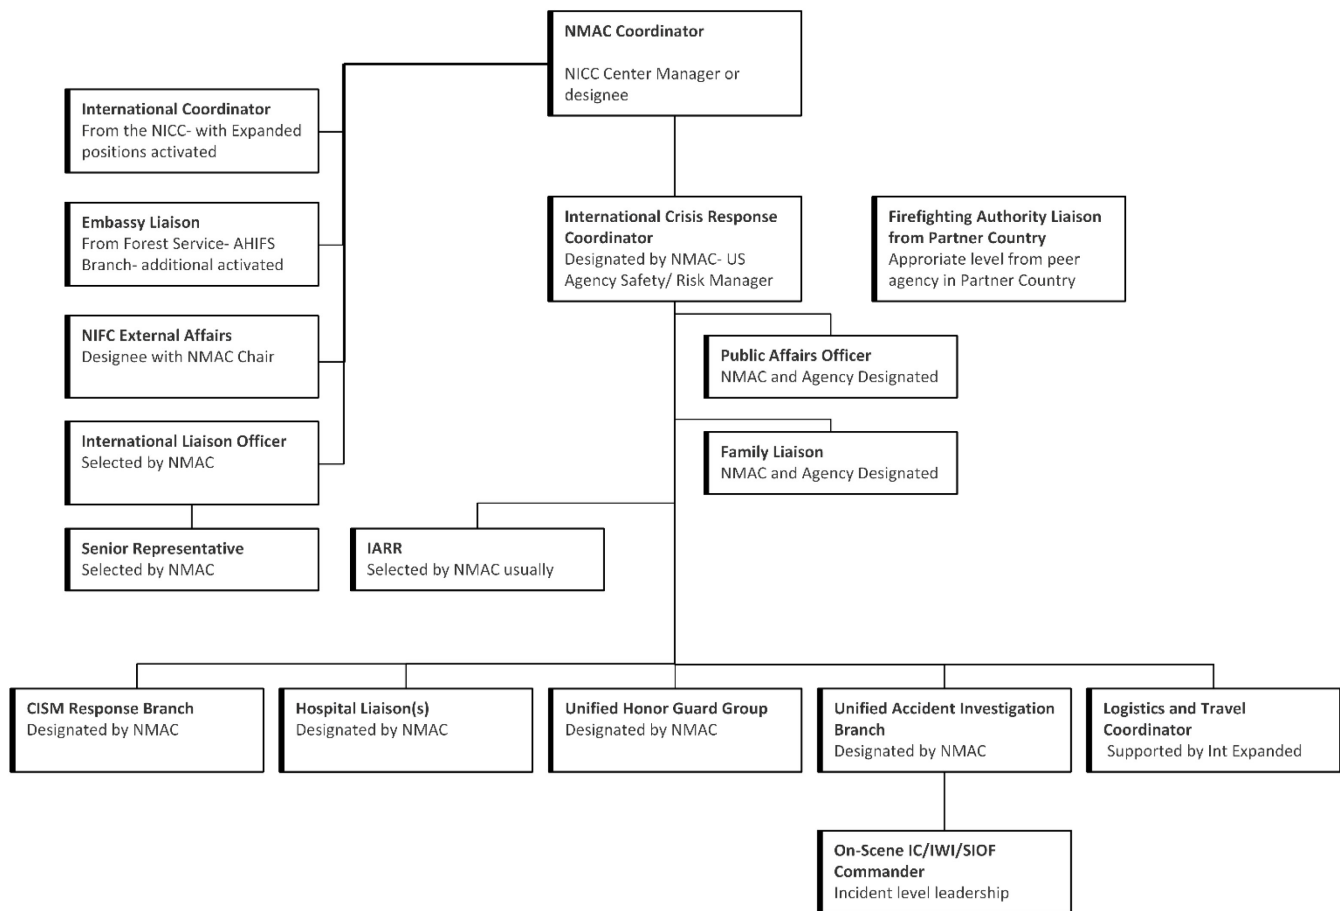 NMAC Coordinator
NICC Center Manager or
designee
International Coordinator
From the NICC- with Expanded
positions activated
Embassy Liaison
From Forest Service- AHIFS
Branch- additional activated
NIFC External Affairs
Designee with NMAC Chair
International Liaison Officer
Selected by NMAC
Senior Representative
Selected by NMAC
International Crisis Response
Coordinator
Designated by NMAC- US
Agency Safety/ Risk Manager
Firefighting Authority Liaison
from Partner Country
Approriate level from peer
agency in Partner Country
Public Affairs Officer
NMAC and Agency Designated
Family Liaison
NMAC and Agency Designated
IARR
Selected by NMAC usually
CISM Response Branch
Designated by NMAC
Hospital Liaison(s)
Designated by NMAC
Unified Honor Guard Group
Designated by NMAC
Unified Accident Investigation
Branch
Designated by NMAC
Logistics and Travel
Coordinator
Supported by Int Expanded
On-Scene IC/IWI/SIOF
Commander
Incident level leadership